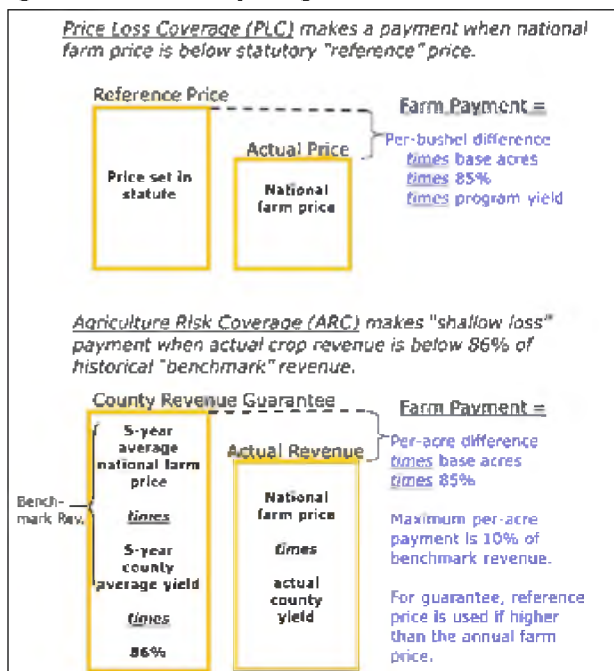 Price Loss Coverage (PLC) makes a payment when national
farm price is below statutory "reference" price.
Reference Price
Farm Payment =
Per-bushel difference
times base acres
times 85%
times program yield
Actual Price
Price set in
statute
National
farm price
Agriculture Risk Coverage (ARC) makes "shallow loss"
payment when actual crop revenue is below 86% of
historical "benchmark" revenue.
County Revenue Guarantee
Farm Payment =
Per-acre difference
times base acres
times 85%
Maximum per-acre
payment is 10% of
benchmark revenue.
For guarantee, reference
price is used if higher
than the annual farm
price.
Bench-
mark Rev.
5-year
average
national farm
price
times
5-year
county
average yield
times
86%
Actual Revenue
National
farm price
times
actual
county
yield